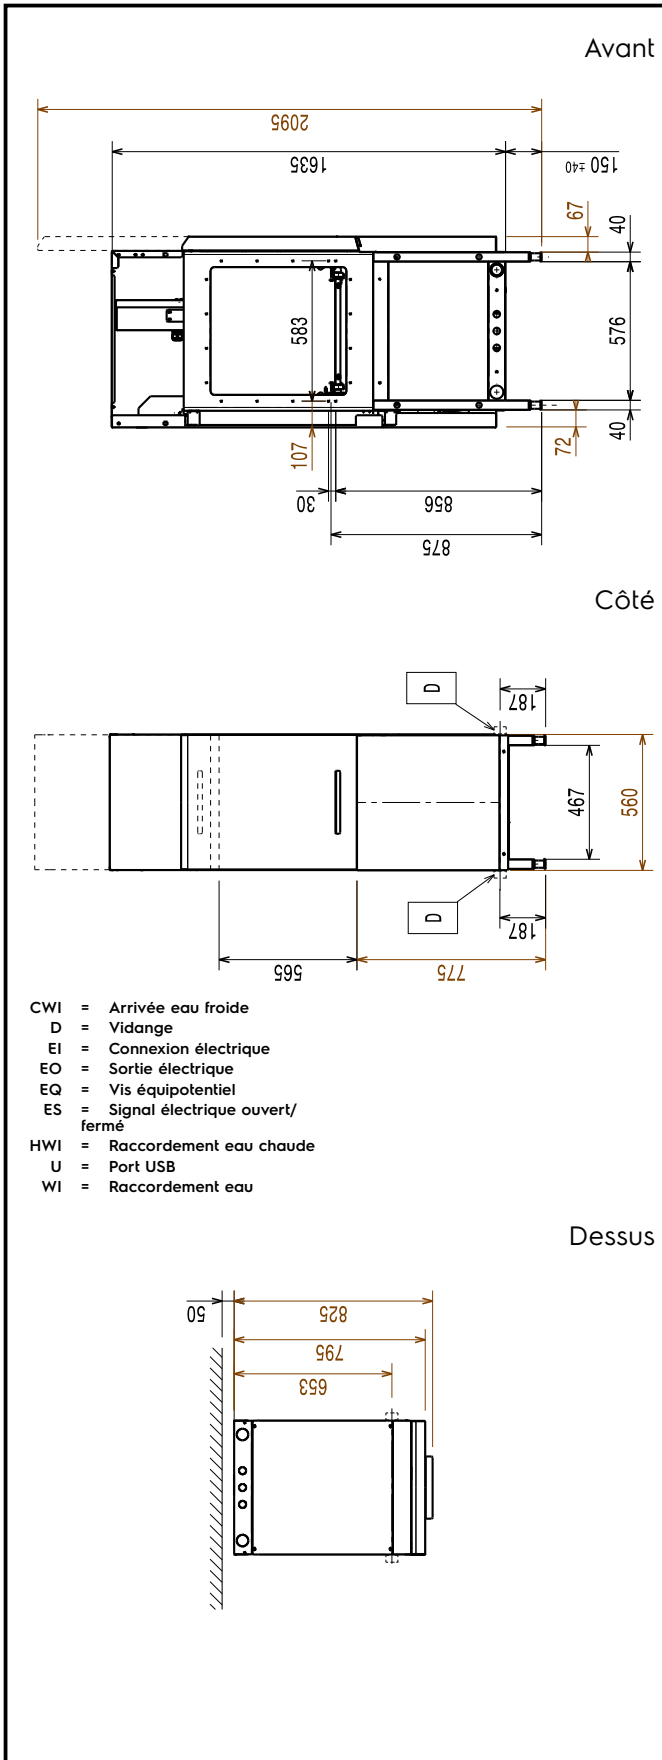 Avant
2095
1635
150 ±40
67
40
583
576
107
72
40
30
856
875
Côté
D
187
467
560
D
187
565
775
CWI = Arrivée eau froide
D = Vidange
EI = Connexion électrique
EO = Sortie électrique
EQ = Vis équipotentiel
ES = Signal électrique ouvert/
fermé
HWI = Raccordement eau chaude
U = Port USB
WI = Raccordement eau
Dessus
50
825
795
653